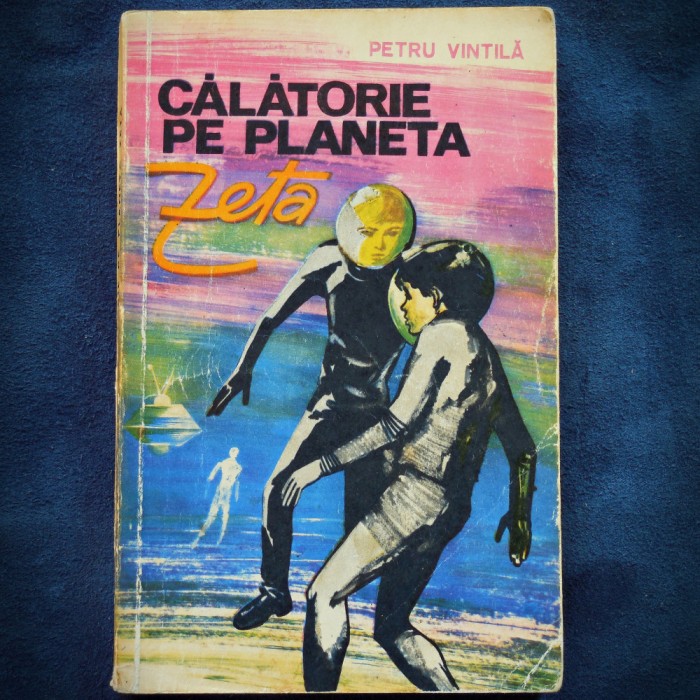 PETRU VINTILĂ
CĂLĂTORIE
PE PLANETA
Zeta